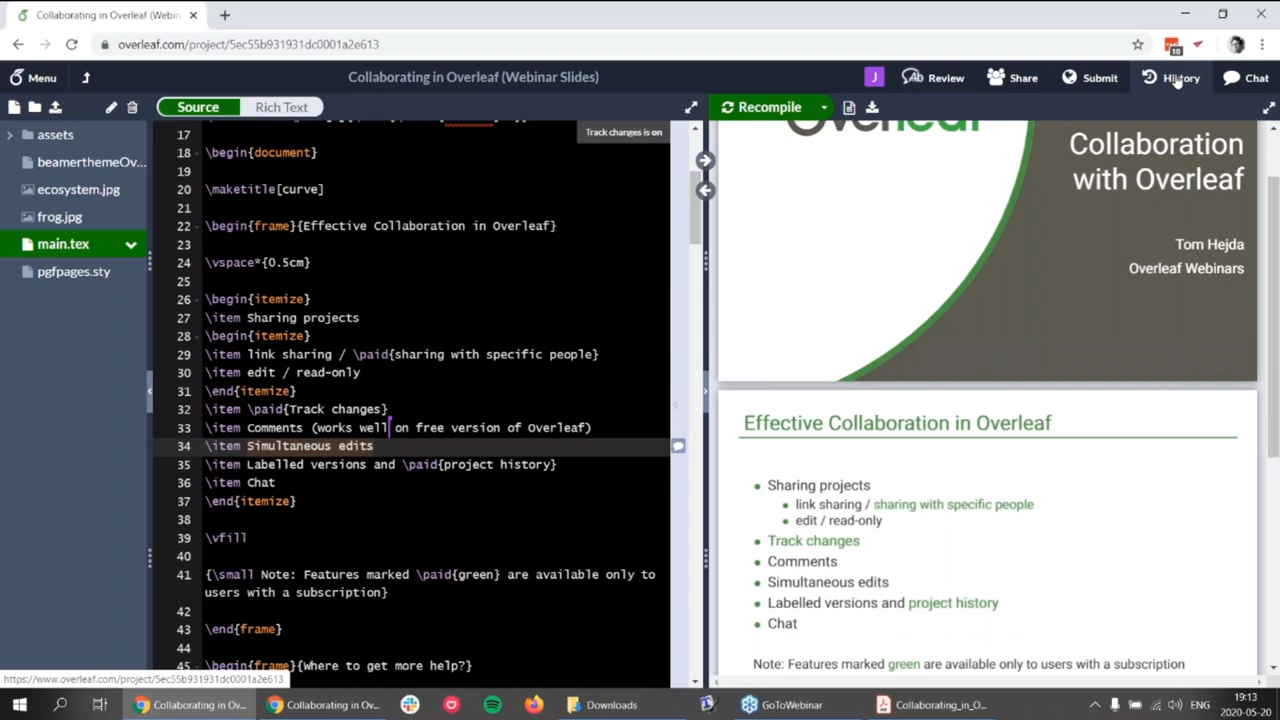 Collaborating in Overleaf (Webin
overleaf.com/project/5ec55b931931dc0001a2e613
10
Menu
Collaborating in Overleaf (Webinar Slides)
J
Review
Share
Submit
History
Chat
Source
Rich Text
Recompile
assets
beamerthemeOv...
ecosystem.jpg
frog.jpg
main.tex
pgfpages.sty
Track changes is on
17
18 \begin{document}
19
20 \maketitle[curve]
21
22 \begin{frame}{Effective Collaboration in Overleaf}
23
24 \vspace*{0.5cm}
25
26 \begin{itemize}
27 \item Sharing projects
28 \begin{itemize}
29 \item link sharing / \paid{sharing with specific people}
30 \item edit / read-only
31 \end{itemize}
32 \item \paid{Track changes}
33 \item Comments (works well on free version of Overleaf)
34 \item Simultaneous edits
35 \item Labelled versions and \paid{project history}
36 \item Chat
37 \end{itemize}
38
39 \vfill
40
41 {\small Note: Features marked \paid{green} are available only to
users with a subscription}
42
43 \end{frame}
44
45 \begin{frame}{Where to get more help?}
Overleaf
Collaboration
with Overleaf
Tom Hejda
Overleaf Webinars
Effective Collaboration in Overleaf
Sharing projects
link sharing / sharing with specific people
edit / read-only
Track changes
Comments
Simultaneous edits
Labelled versions and project history
Chat
Note: Features marked green are available only to users with a subscription
https://www.overleaf.com/project/5ec55b931931dc0001a2e613
Collaborating in Ov...
Collaborating in Ov...
Downloads
GoToWebinar
Collaborating_in_O...
ENG
19:13
2020-05-20